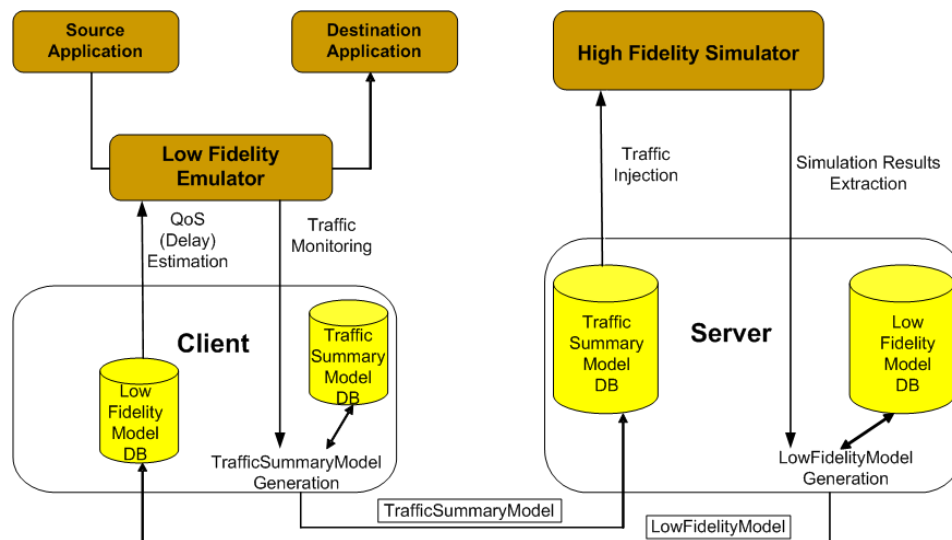 Source
Application
Destination
Application
High Fidelity Simulator
Low Fidelity
Emulator
Traffic
Injection
Simulation Results
Extraction
QoS
(Delay)
Estimation
Traffic
Monitoring
Client
Traffic
Summary
Model
DB
Low
Fidelity
Model
DB
TrafficSummaryModel
Generation
Traffic
Summary
Model
DB
Server
Low
Fidelity
Model
DB
LowFidelityModel
Generation
TrafficSummaryModel
LowFidelityModel